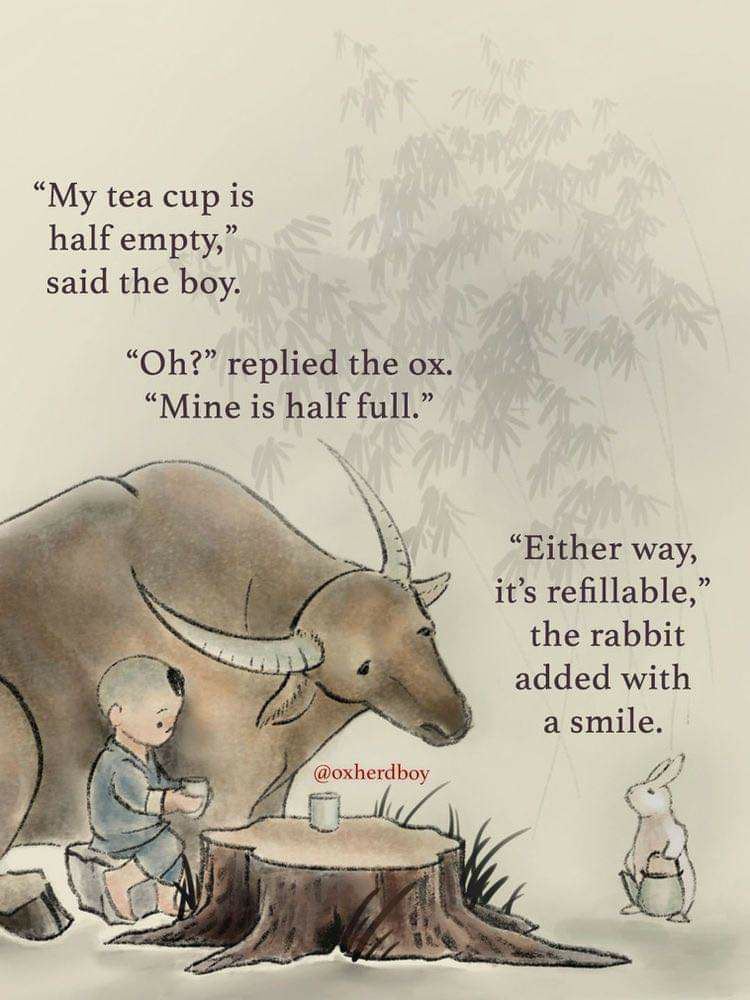 “My tea cup is
half empty,”
said the boy.
“Oh?” replied the ox.
“Mine is half full.”
“Either way,
it’s refillable,”
the rabbit
added with
a smile.
@oxherdboy